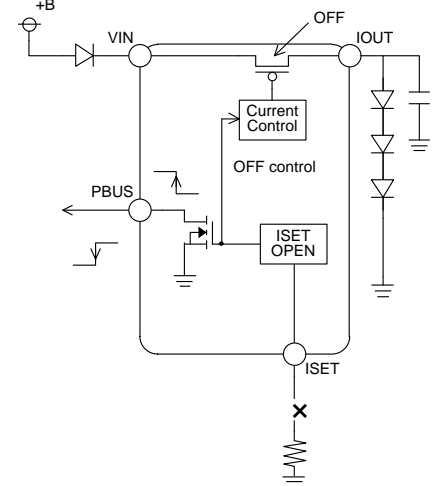 +B
VIN
OFF
IOUT
Current
Control
OFF control
PBUS
ISET
OPEN
ISET